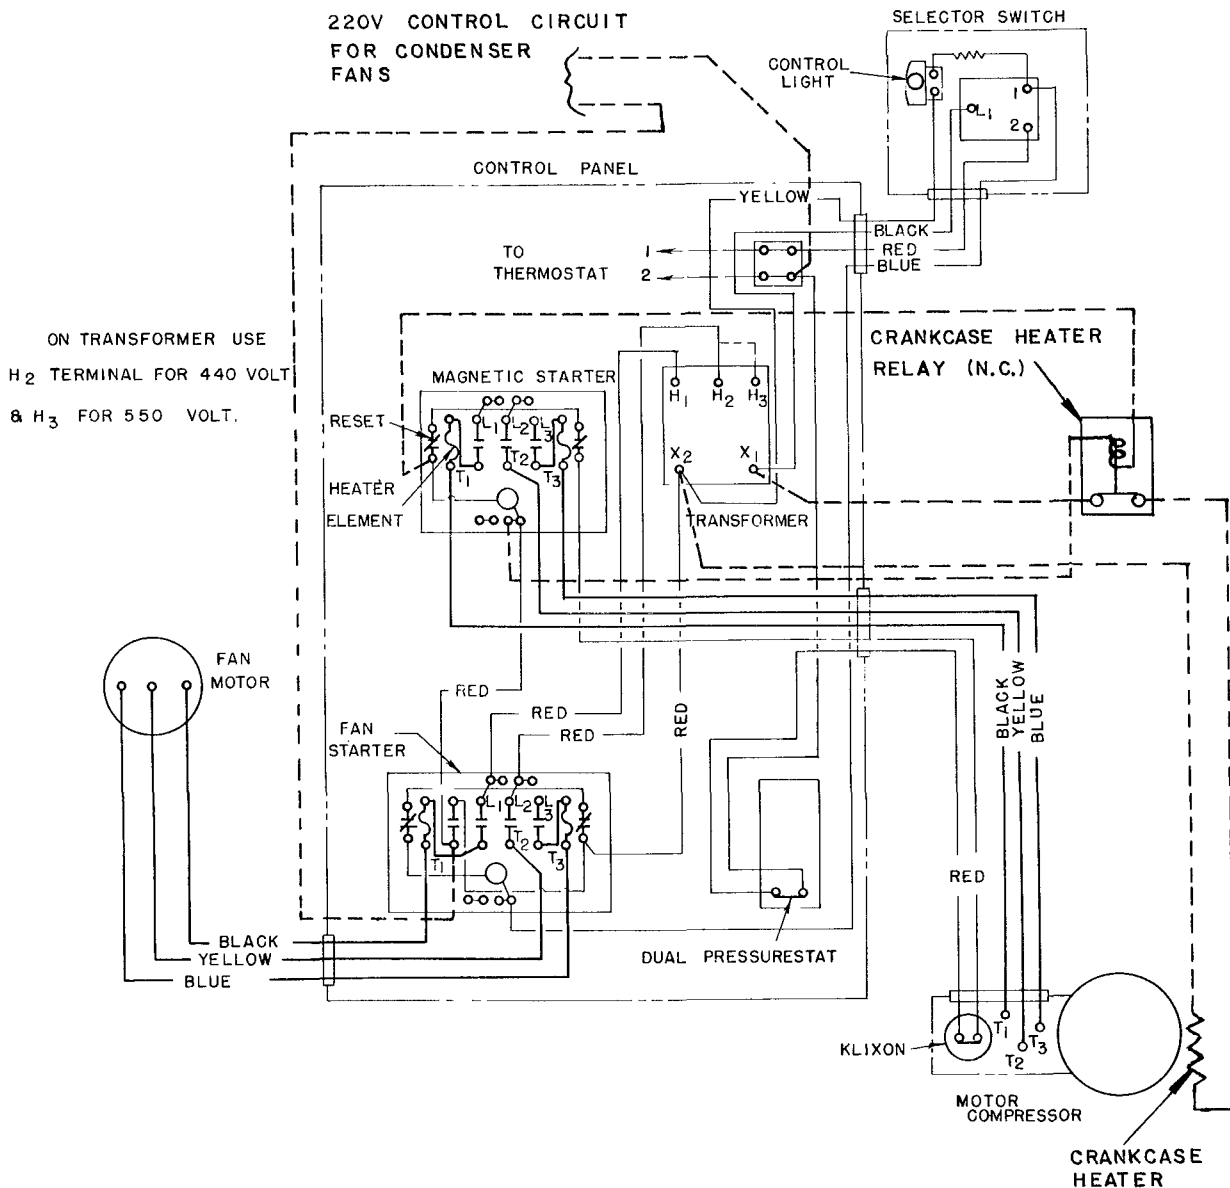 220V CONTROL CIRCUIT
FOR CONDENSER
FANS
SELECTOR SWITCH
CONTROL
LIGHT
1
L1
2
CONTROL PANEL
YELLOW
BLACK
RED
BLUE
TO
THERMOSTAT
1
2
ON TRANSFORMER USE
H2 TERMINAL FOR 440 VOLT
& H3 FOR 550 VOLT.
CRANKCASE HEATER
RELAY (N.C.)
MAGNETIC STARTER
RESET
L1 L2 L3
T1 T2 T3
HEATER
ELEMENT
H1 H2 H3
X2 X1
TRANSFORMER
FAN
MOTOR
RED
RED
RED
RED
FAN
STARTER
L1 L2 L3
T1 T2 T3
BLACK
YELLOW
BLUE
BLACK
YELLOW
BLUE
RED
DUAL PRESSURESTAT
KLIXON
T1
T2
T3
MOTOR
COMPRESSOR
CRANKCASE
HEATER